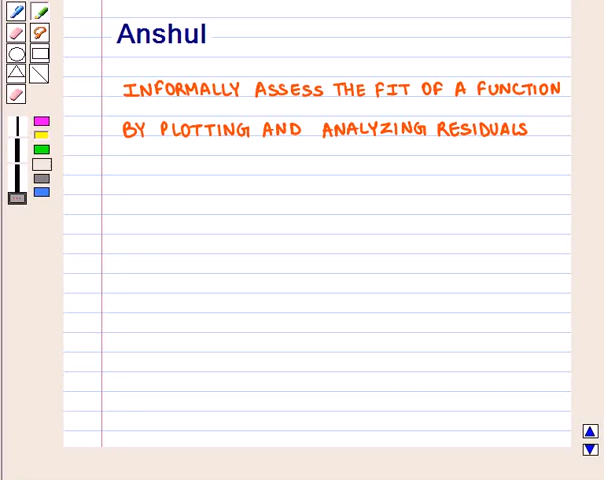 Anshul
INFORMALLY ASSESS THE FIT OF A FUNCTION
BY PLOTTING AND ANALYZING RESIDUALS